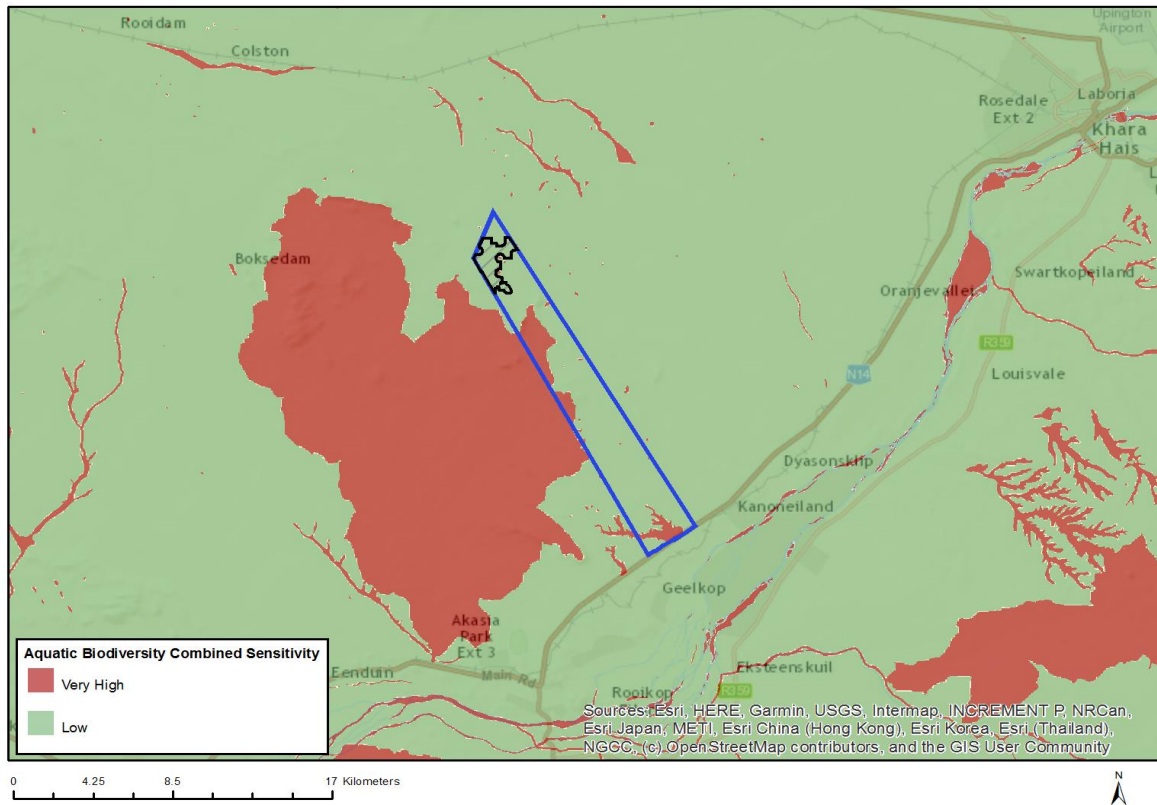 Rooidam
Colston
Upington
Airport
Laboria
Rosedale
Ext 2
Khara
Hais
Boksedam
Swartkopeiland
Oranjevallei
R359
Louisvale
N14
Dyasonsklip
Kanoneiland
Geelkop
Akasia
Park
Ext 3
Eenduin
Main Rd
Eksteenskuil
Rooikop
R359
Aquatic Biodiversity Combined Sensitivity
Very High
Low
Sources: Esri, HERE, Garmin, USGS, Intermap, INCREMENT P, NRCan,
Esri Japan, METI, Esri China (Hong Kong), Esri Korea, Esri (Thailand),
NGCC, (c) OpenStreetMap contributors, and the GIS User Community
0 4.25 8.5 17 Kilometers
N